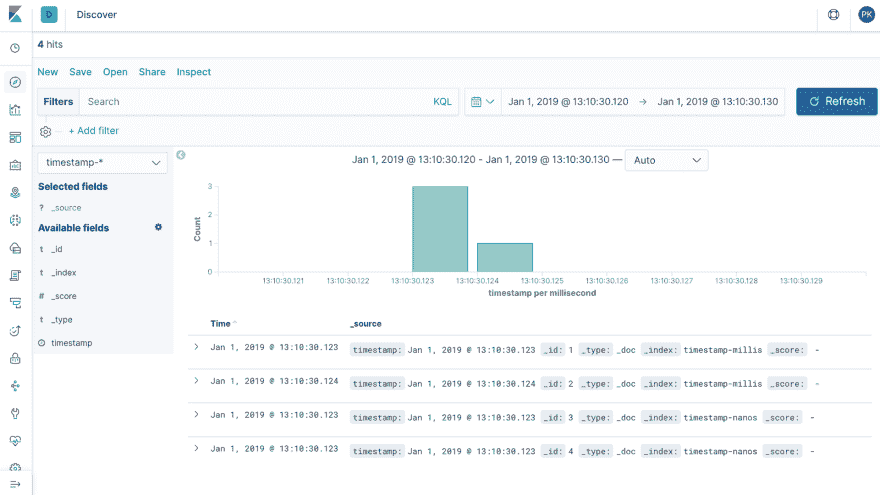 D Discover PK
4 hits
New Save Open Share Inspect
Filters Search KQL Jan 1, 2019 @ 13:10:30.120 → Jan 1, 2019 @ 13:10:30.130 Refresh
+ Add filter
timestamp-*
Selected fields
? _source
Available fields
t _id
t _index
# _score
t _type
timestamp
Jan 1, 2019 @ 13:10:30.120 - Jan 1, 2019 @ 13:10:30.130 — Auto
3
2
1
0
Count
13:10:30.121 13:10:30.122 13:10:30.123 13:10:30.124 13:10:30.125 13:10:30.126 13:10:30.127 13:10:30.128 13:10:30.129
timestamp per millisecond
Time _source
Jan 1, 2019 @ 13:10:30.123 timestamp: Jan 1, 2019 @ 13:10:30.123 _id: 1 _type: _doc _index: timestamp-millis _score: -
Jan 1, 2019 @ 13:10:30.124 timestamp: Jan 1, 2019 @ 13:10:30.124 _id: 2 _type: _doc _index: timestamp-millis _score: -
Jan 1, 2019 @ 13:10:30.123 timestamp: Jan 1, 2019 @ 13:10:30.123 _id: 3 _type: _doc _index: timestamp-nanos _score: -
Jan 1, 2019 @ 13:10:30.123 timestamp: Jan 1, 2019 @ 13:10:30.123 _id: 4 _type: _doc _index: timestamp-nanos _score: -